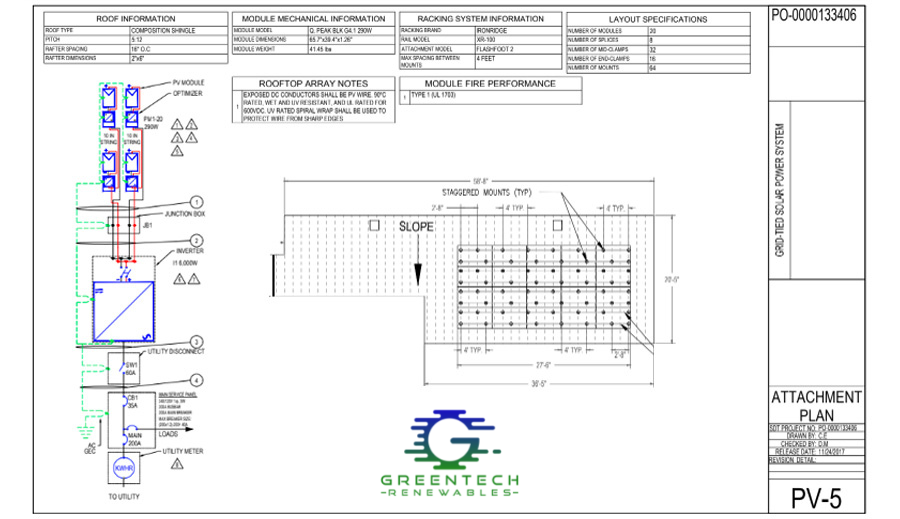 ROOF INFORMATION
ROOF TYPE COMPOSITION SHINGLE
PITCH 5:12
RAFTER SPACING 16" O.C
RAFTER DIMENSIONS 2"x6"
MODULE MECHANICAL INFORMATION
MODULE MODEL Q. PEAK BLK G4.1 290W
MODULE DIMENSIONS 65.7"x39.4"x1.26"
MODULE WEIGHT 41.45 lbs
RACKING SYSTEM INFORMATION
RACKING BRAND IRONRIDGE
RAIL MODEL XR-100
ATTACHMENT MODEL FLASHFOOT 2
MAX SPACING BETWEEN MOUNTS 4 FEET
LAYOUT SPECIFICATIONS
NUMBER OF MODULES 20
NUMBER OF SPLICES 8
NUMBER OF MID-CLAMPS 32
NUMBER OF END-CLAMPS 16
NUMBER OF MOUNTS 64
PO-0000133406
ROOFTOP ARRAY NOTES
1 EXPOSED DC CONDUCTORS SHALL BE PV WIRE, 90ºC
RATED, WET AND UV RESISTANT, AND UL RATED FOR
600VDC. UV RATED SPIRAL WRAP SHALL BE USED TO
PROTECT WIRE FROM SHARP EDGES
MODULE FIRE PERFORMANCE
1 TYPE 1 (UL 1703)
PV MODULE
OPTIMIZER
PM1-20
290W
10 IN
STRING
10 IN
STRING
1
JUNCTION BOX
JB1
2
INVERTER
I1 6,000W
3
UTILITY DISCONNECT
SW1
60A
4
CB1
35A
MAIN SERVICE PANEL
LOADS
MAIN
200A
AC
GEC
UTILITY METER
KWHR
TO UTILITY
58'-8"
STAGGERED MOUNTS (TYP)
2'-8"
4' TYP.
4' TYP.
SLOPE
20'-6"
4' TYP.
4' TYP.
2'-8"
27'-6"
36'-5"
GREENTECH
-RENEWABLES-
GRID-TIED SOLAR POWER SYSTEM
ATTACHMENT
PLAN
SDT PROJECT NO: PO-0000133406
DRAWN BY: C.E
CHECKED BY: D.M
RELEASE DATE: 11/24/2017
REVISION DETAIL:
PV-5